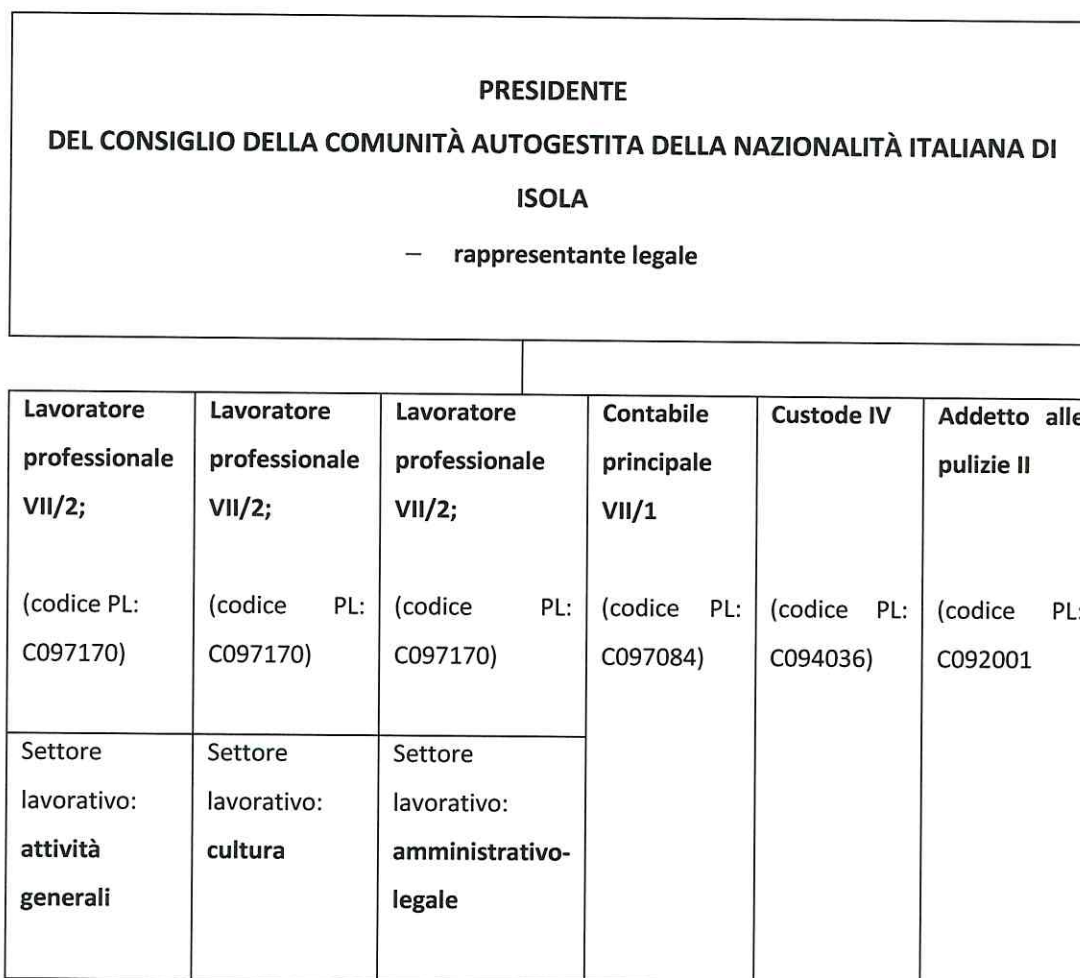 PRESIDENTE
DEL CONSIGLIO DELLA COMUNITÀ AUTOGESTITA DELLA NAZIONALITÀ ITALIANA DI
ISOLA
– rappresentante legale
Lavoratore
professionale
VII/2;
(codice PL:
C097170)
Settore
lavorativo:
attività
generali
Lavoratore
professionale
VII/2;
(codice PL:
C097170)
Settore
lavorativo:
cultura
Lavoratore
professionale
VII/2;
(codice PL:
C097170)
Settore
lavorativo:
amministrativo-
legale
Contabile
principale
VII/1
(codice PL:
C097084)
Custode IV
(codice PL:
C094036)
Addetto alle
pulizie II
(codice PL:
C092001